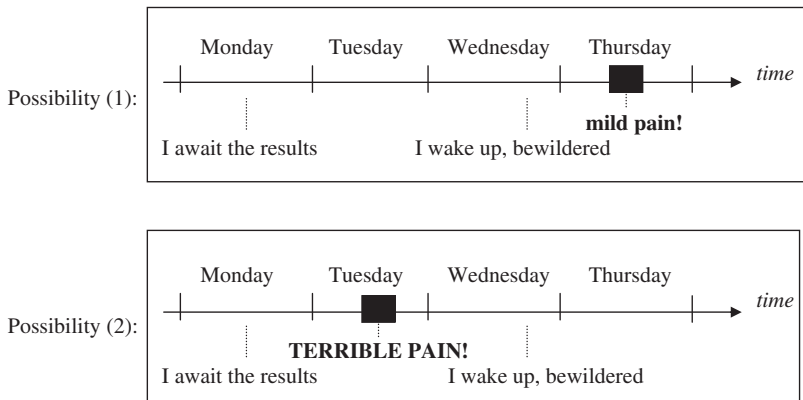 Monday Tuesday Wednesday Thursday
time
Possibility (1):
mild pain!
I await the results I wake up, bewildered
Monday Tuesday Wednesday Thursday
time
Possibility (2):
TERRIBLE PAIN!
I await the results I wake up, bewildered